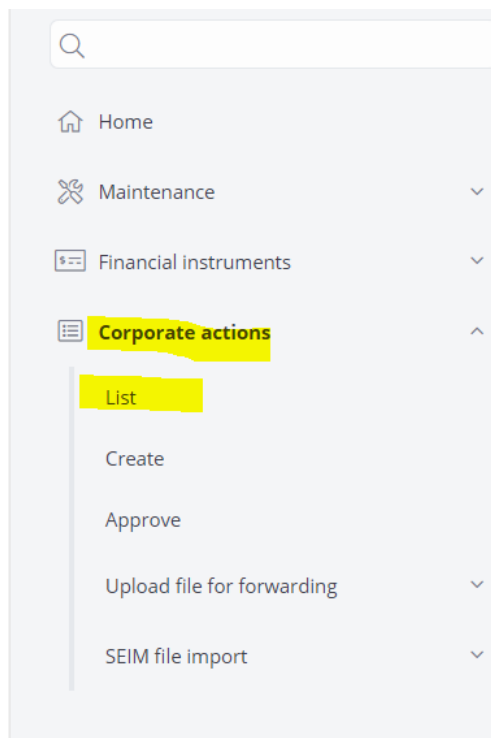 Home
Maintenance
Financial instruments
Corporate actions
List
Create
Approve
Upload file for forwarding
SEIM file import